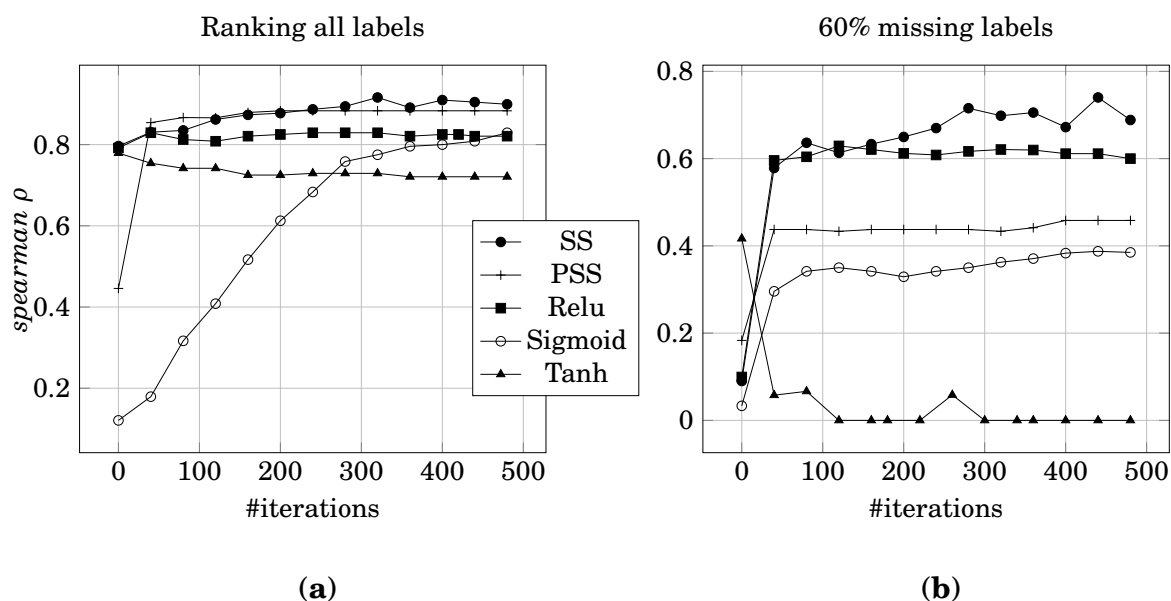 Ranking all labels
60% missing labels
spearman ρ
0.8
0.6
0.4
0.2
0
100
200
300
400
500
#iterations
SS
PSS
Relu
Sigmoid
Tanh
0.8
0.6
0.4
0.2
0
0
100
200
300
400
500
#iterations
(a)
(b)